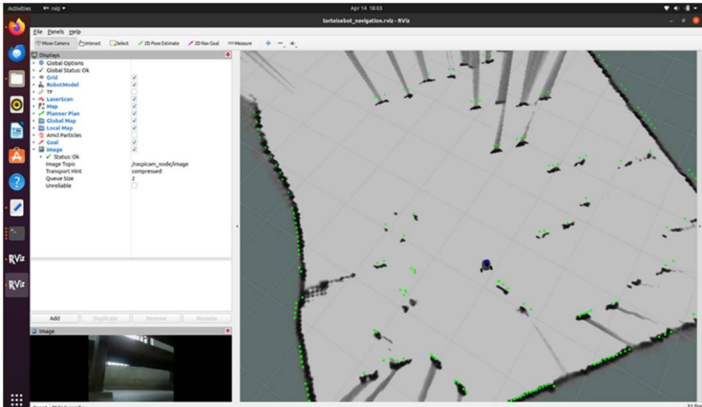 Activities
RViz
Apr 14 18:03
tortoisebot_navigation.rviz - RViz
File Panels Help
Move Camera Interact Select 2D Pose Estimate 2D Nav Goal Measure
Displays
Global Options
Global Status: Ok
Grid
RobotModel
TF
LaserScan
Map
Planner Plan
Global Map
Local Map
Amcl Particles
Goal
Image
Status: Ok
Image Topic /raspicam_node/image
Transport Hint compressed
Queue Size 2
Unreliable
Add Duplicate Remove Rename
Image
RViz
RViz